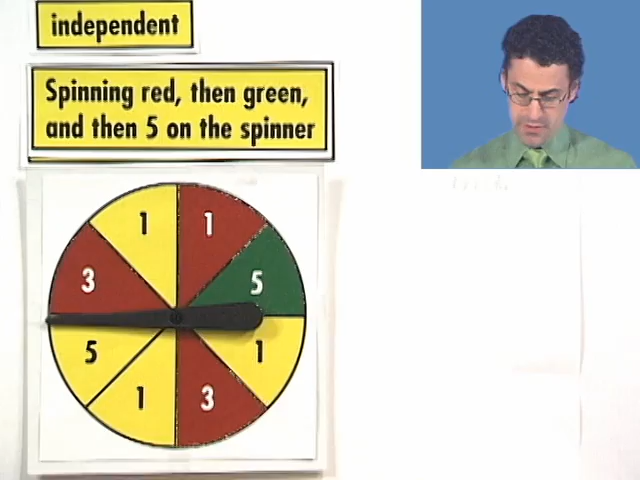 independent
Spinning red, then green,
and then 5 on the spinner
1
1
3
5
5
1
1
3